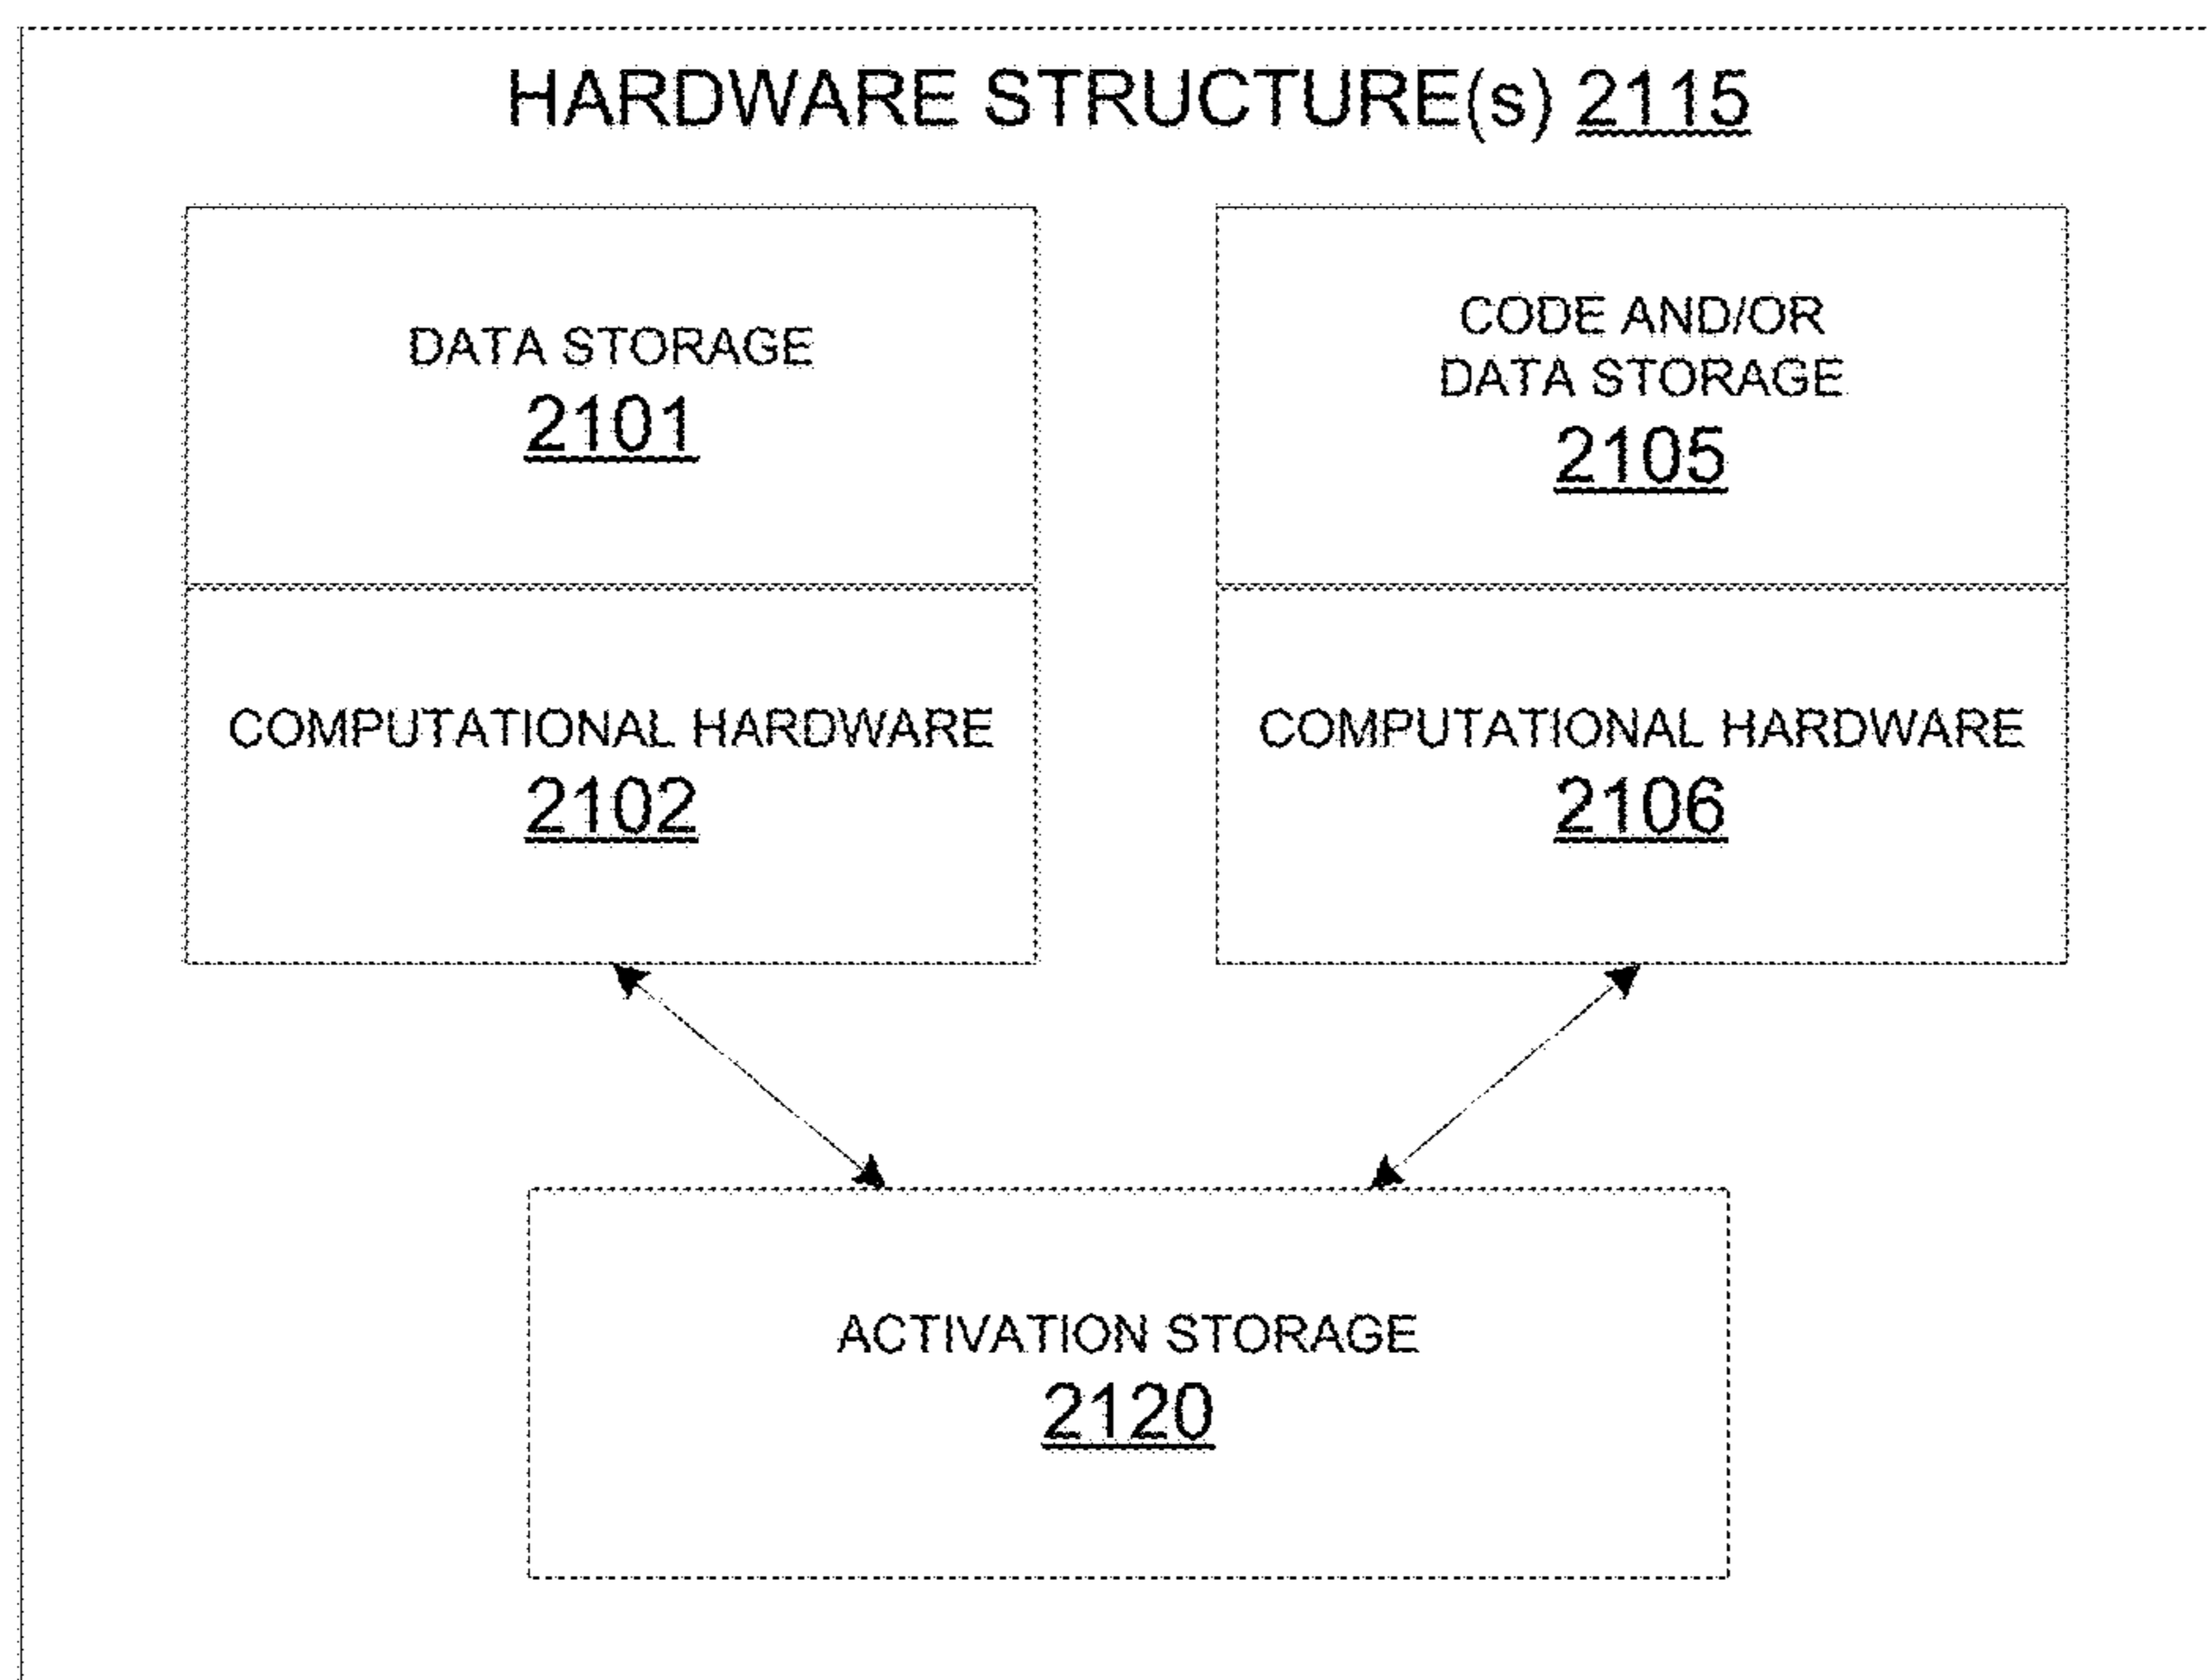 HARDWARE STRUCTURE(s) 2115
DATA STORAGE
2101
COMPUTATIONAL HARDWARE
2102
CODE AND/OR
DATA STORAGE
2105
COMPUTATIONAL HARDWARE
2106
ACTIVATION STORAGE
2120